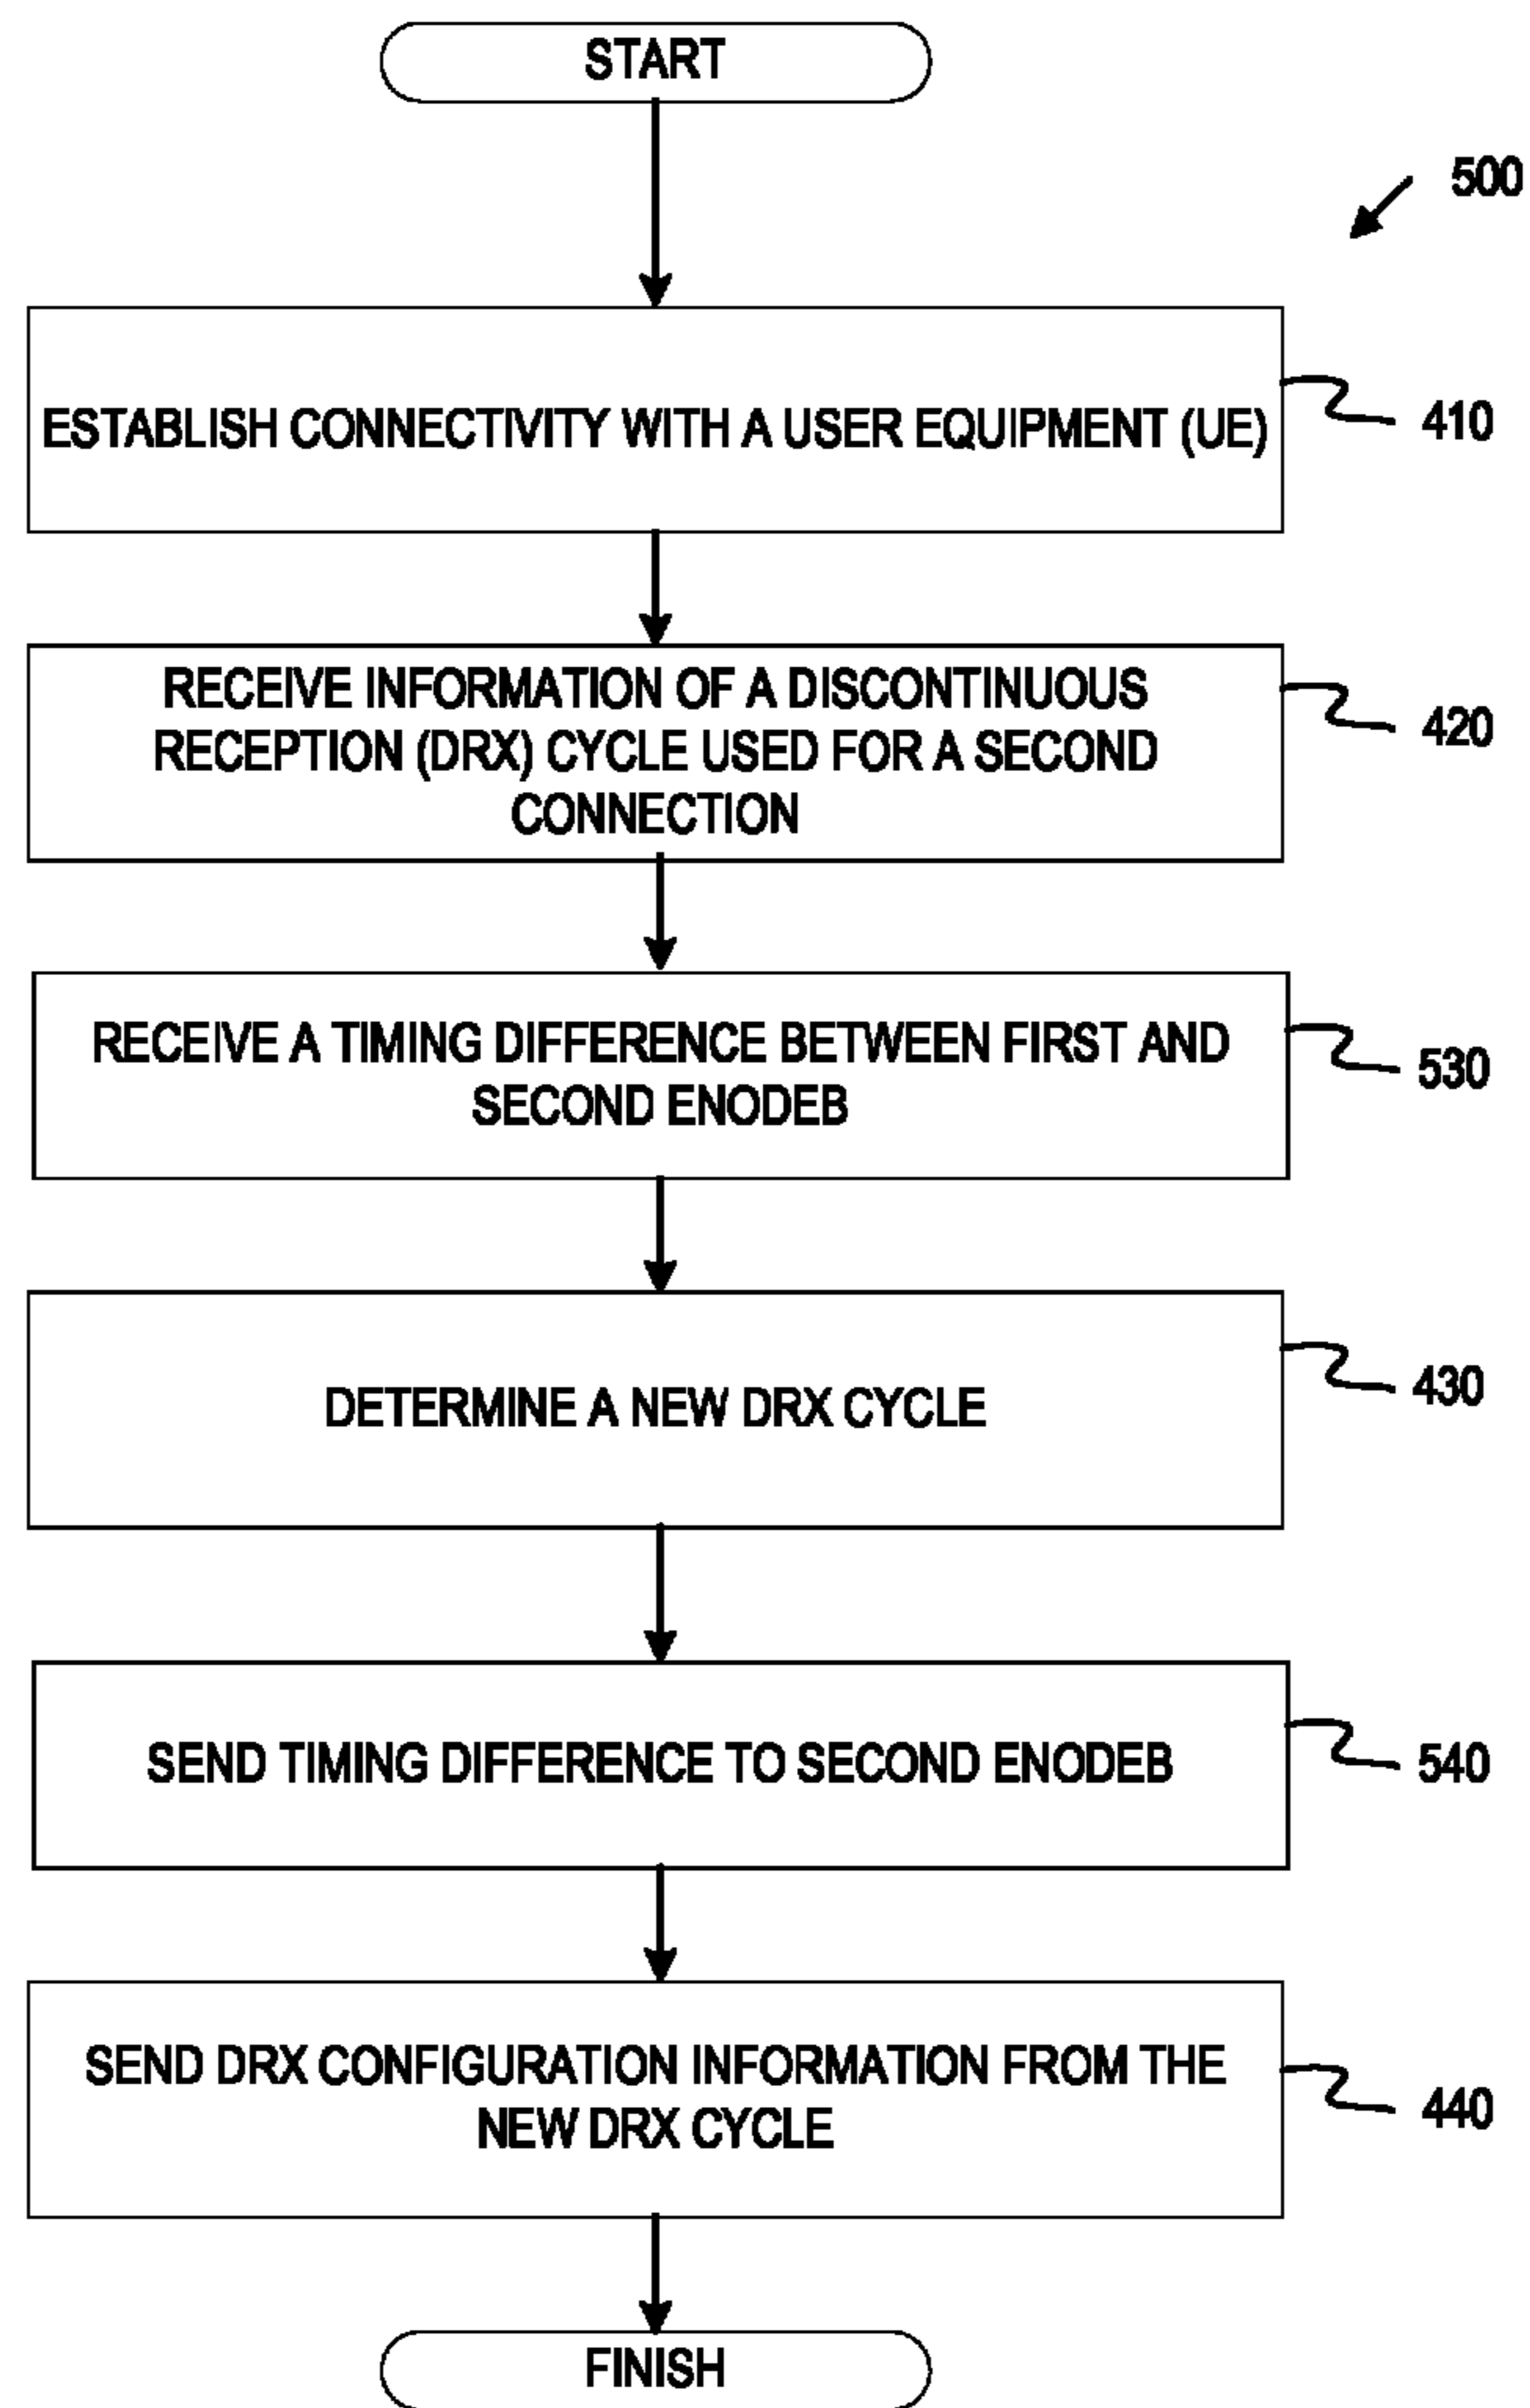 START
500
ESTABLISH CONNECTIVITY WITH A USER EQUIPMENT (UE)
410
RECEIVE INFORMATION OF A DISCONTINUOUS
RECEPTION (DRX) CYCLE USED FOR A SECOND
CONNECTION
420
RECEIVE A TIMING DIFFERENCE BETWEEN FIRST AND
SECOND ENODEB
530
DETERMINE A NEW DRX CYCLE
430
SEND TIMING DIFFERENCE TO SECOND ENODEB
540
SEND DRX CONFIGURATION INFORMATION FROM THE
NEW DRX CYCLE
440
FINISH